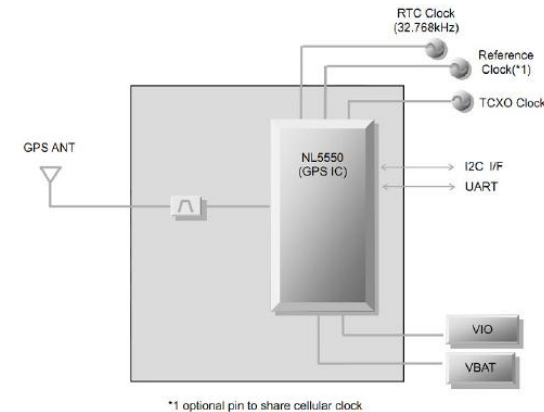 RTC Clock
(32.768kHz)
Reference
Clock(*1)
TCXO Clock
GPS ANT
NL5550
(GPS IC)
I2C I/F
UART
VIO
VBAT
*1 optional pin to share cellular clock